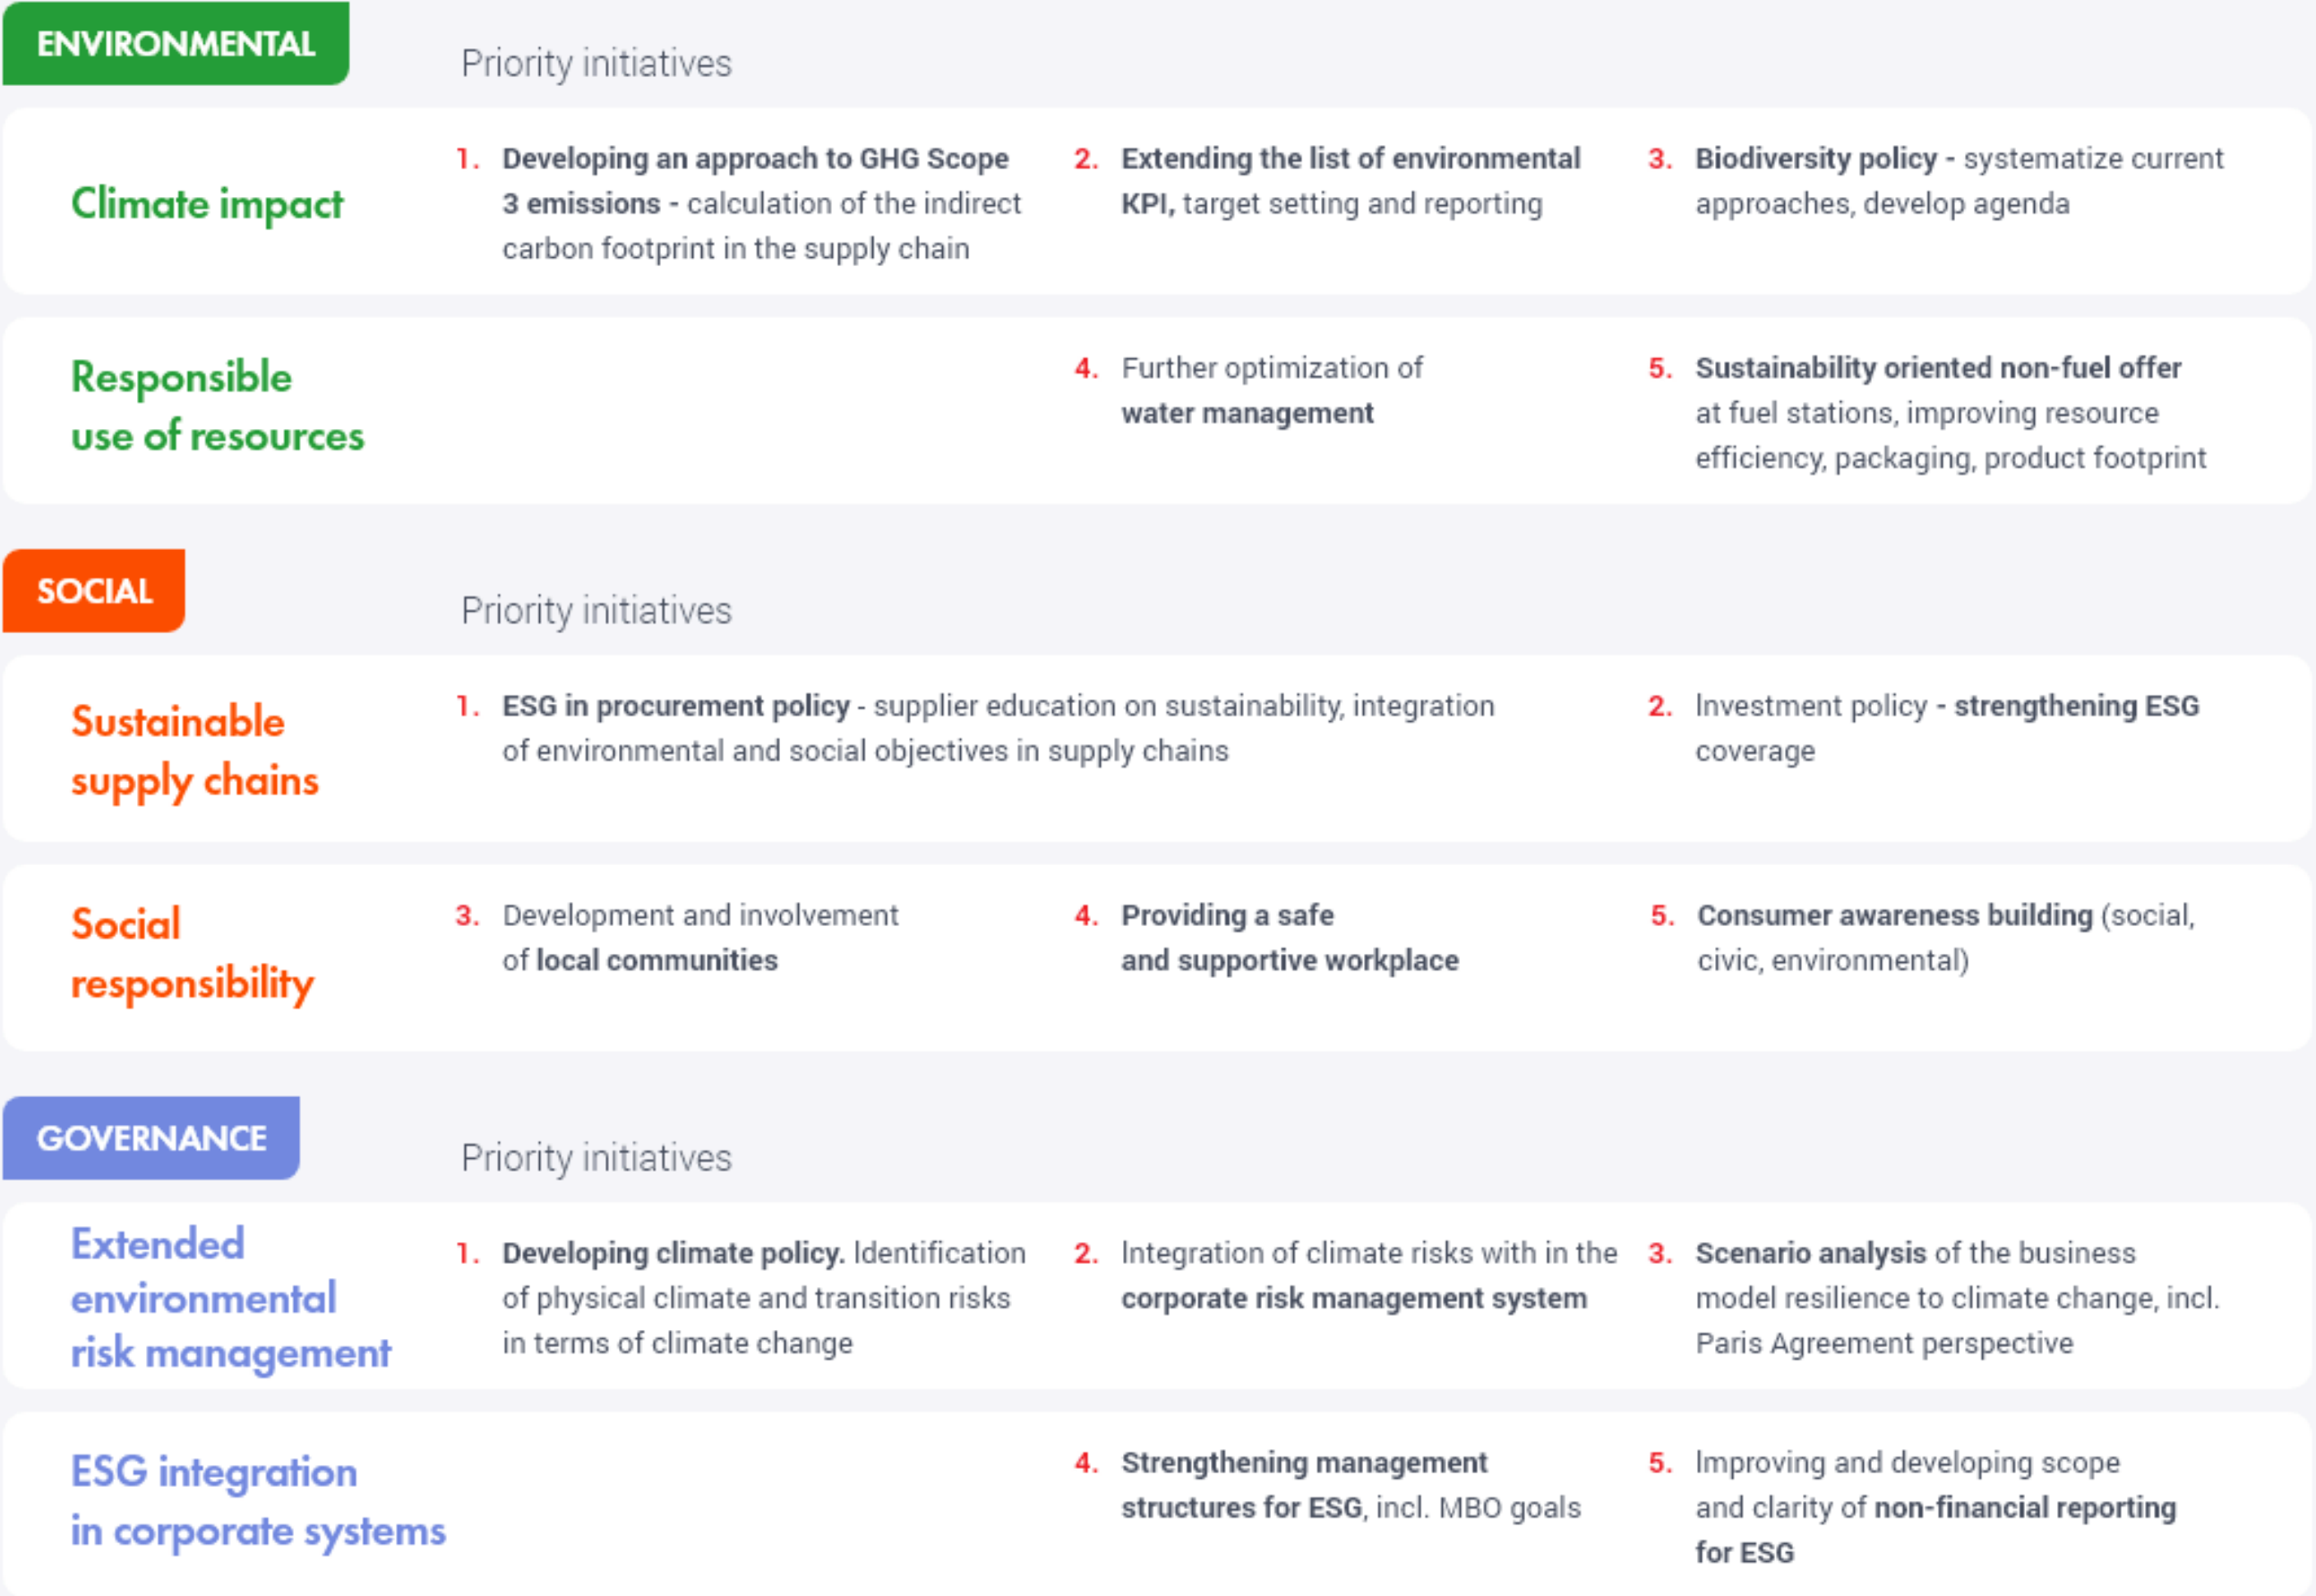 ENVIRONMENTAL
Priority initiatives
Climate impact
1. Developing an approach to GHG Scope
3 emissions - calculation of the indirect
carbon footprint in the supply chain
2. Extending the list of environmental
KPI, target setting and reporting
3. Biodiversity policy - systematize current
approaches, develop agenda
Responsible
use of resources
4. Further optimization of
water management
5. Sustainability oriented non-fuel offer
at fuel stations, improving resource
efficiency, packaging, product footprint
SOCIAL
Priority initiatives
Sustainable
supply chains
1. ESG in procurement policy - supplier education on sustainability, integration
of environmental and social objectives in supply chains
2. Investment policy - strengthening ESG
coverage
Social
responsibility
3. Development and involvement
of local communities
4. Providing a safe
and supportive workplace
5. Consumer awareness building (social,
civic, environmental)
GOVERNANCE
Priority initiatives
Extended
environmental
risk management
1. Developing climate policy. Identification
of physical climate and transition risks
in terms of climate change
2. Integration of climate risks with in the
corporate risk management system
3. Scenario analysis of the business
model resilience to climate change, incl.
Paris Agreement perspective
ESG integration
in corporate systems
4. Strengthening management
structures for ESG, incl. MBO goals
5. Improving and developing scope
and clarity of non-financial reporting
for ESG